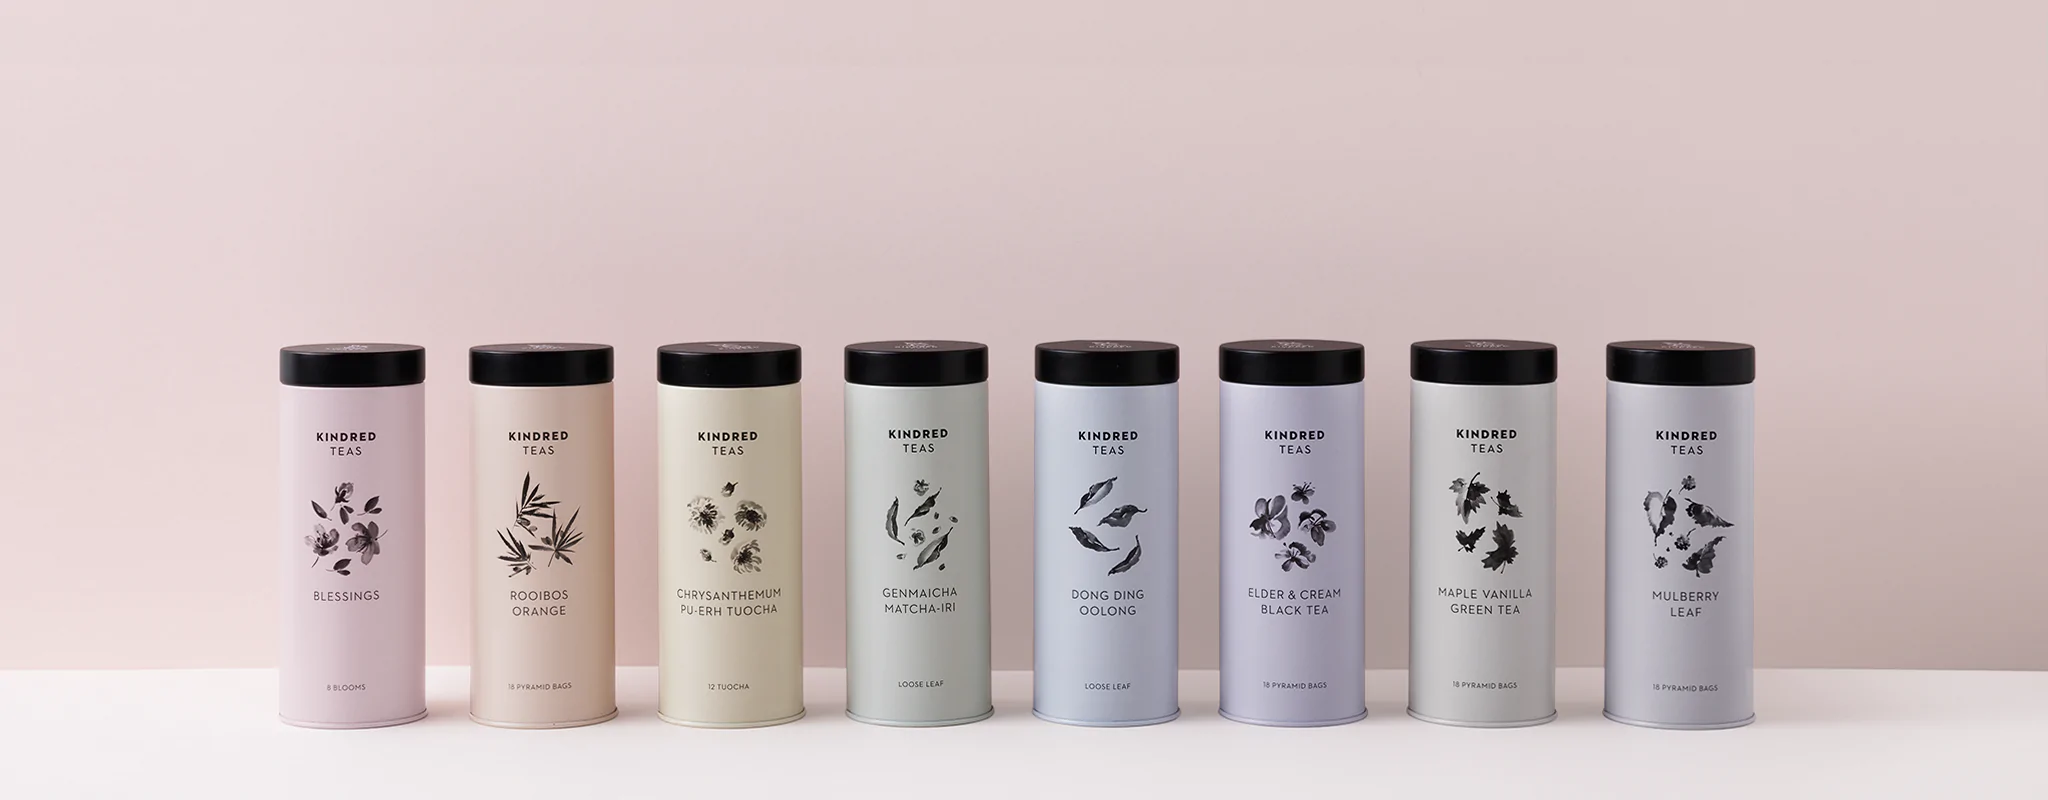 KINDRED
TEAS
BLESSINGS
8 BLOOMS
KINDRED
TEAS
ROOIBOS
ORANGE
18 PYRAMID BAGS
KINDRED
TEAS
CHRYSANTHEMUM
PU-ERH TUOCHA
12 TUOCHA
KINDRED
TEAS
GENMAICHA
MATCHA-IRI
LOOSE LEAF
KINDRED
TEAS
DONG DING
OOLONG
LOOSE LEAF
KINDRED
TEAS
ELDER & CREAM
BLACK TEA
18 PYRAMID BAGS
KINDRED
TEAS
MAPLE VANILLA
GREEN TEA
18 PYRAMID BAGS
KINDRED
TEAS
MULBERRY
LEAF
18 PYRAMID BAGS